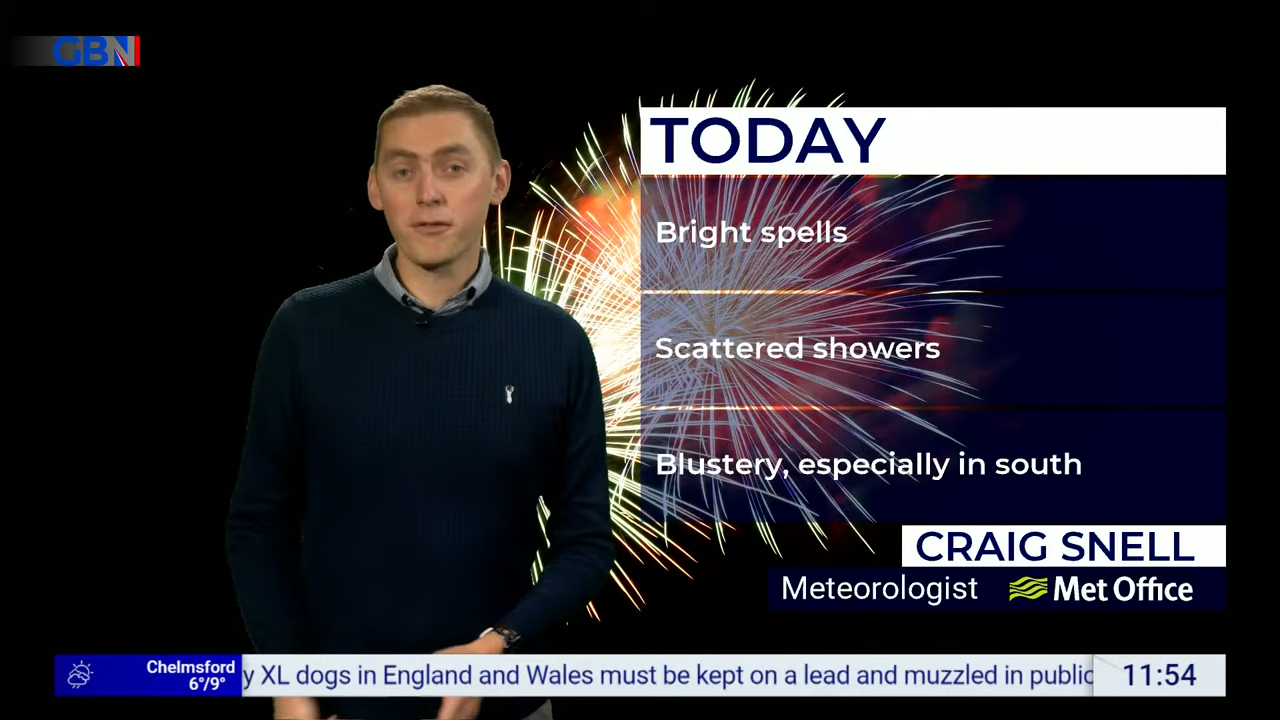 GBN
TODAY
Bright spells
Scattered showers
Blustery, especially in south
CRAIG SNELL
Meteorologist Met Office
Chelmsford
6°/9°
y XL dogs in England and Wales must be kept on a lead and muzzled in public
11:54